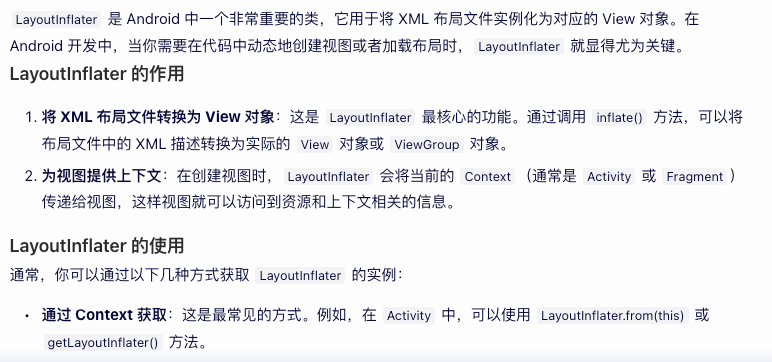 LayoutInflater 是 Android 中一个非常重要的类，它用于将 XML 布局文件实例化为对应的 View 对象。在
Android 开发中，当你需要在代码中动态地创建视图或者加载布局时， LayoutInflater 就显得尤为关键。
LayoutInflater 的作用
1. 将 XML 布局文件转换为 View 对象：这是 LayoutInflater 最核心的功能。通过调用 inflate() 方法，可以将
布局文件中的 XML 描述转换为实际的 View 对象或 ViewGroup 对象。
2. 为视图提供上下文：在创建视图时， LayoutInflater 会将当前的 Context （通常是 Activity 或 Fragment ）
传递给视图，这样视图就可以访问到资源和上下文相关的信息。
LayoutInflater 的使用
通常，你可以通过以下几种方式获取 LayoutInflater 的实例：
• 通过 Context 获取：这是最常见的方式。例如，在 Activity 中，可以使用 LayoutInflater.from(this) 或
getLayoutInflater() 方法。